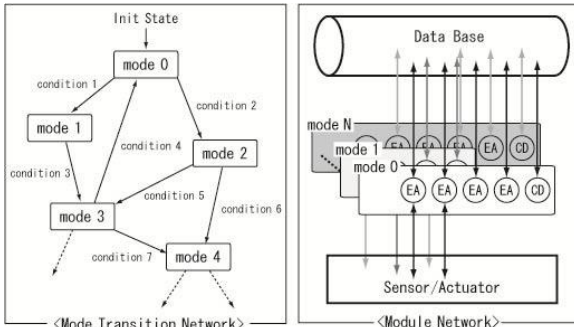 Init State
mode 0
condition 1
condition 2
mode 1
condition 4
mode 2
condition 3
condition 5
condition 6
mode 3
condition 7
mode 4
<Mode Transition Network>
Data Base
mode N
EA EA EA CD
mode 1
mode 0
EA EA EA EA CD
Sensor/Actuator
<Module Network>